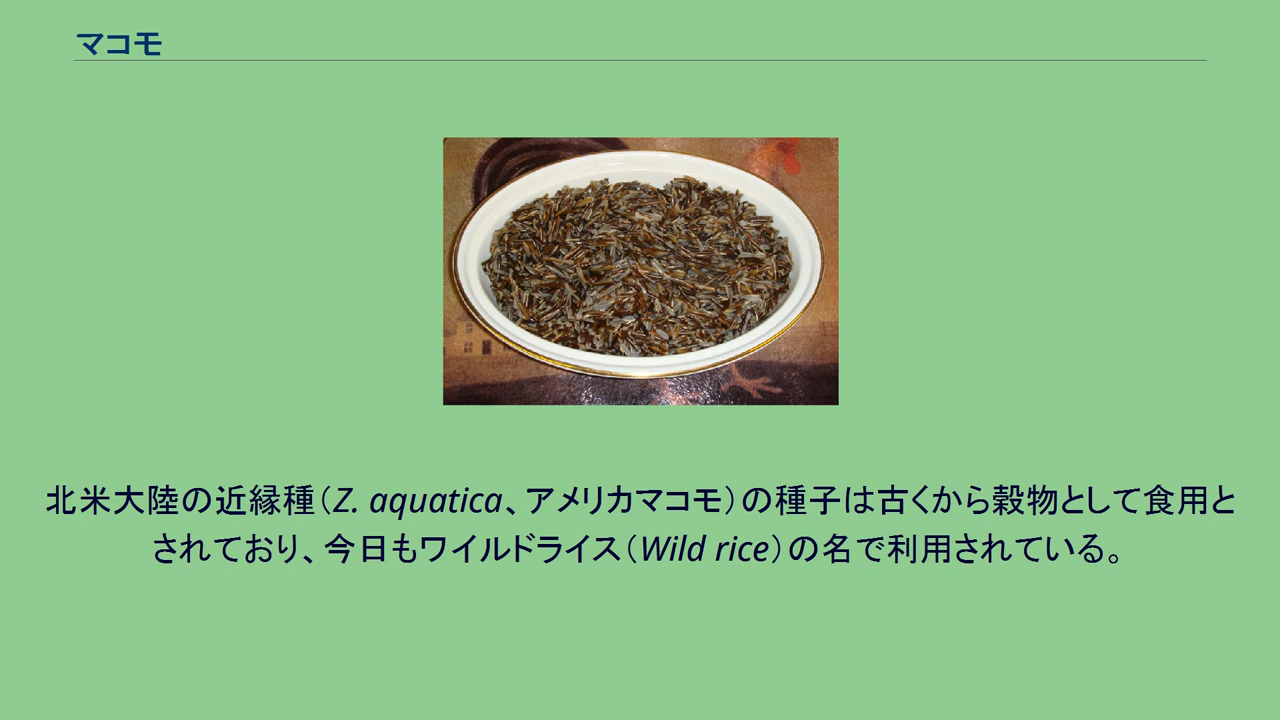 マコモ
北米大陸の近縁種（Z. aquatica、アメリカマコモ）の種子は古くから穀物として食用と
されており、今日もワイルドライス（Wild rice）の名で利用されている。